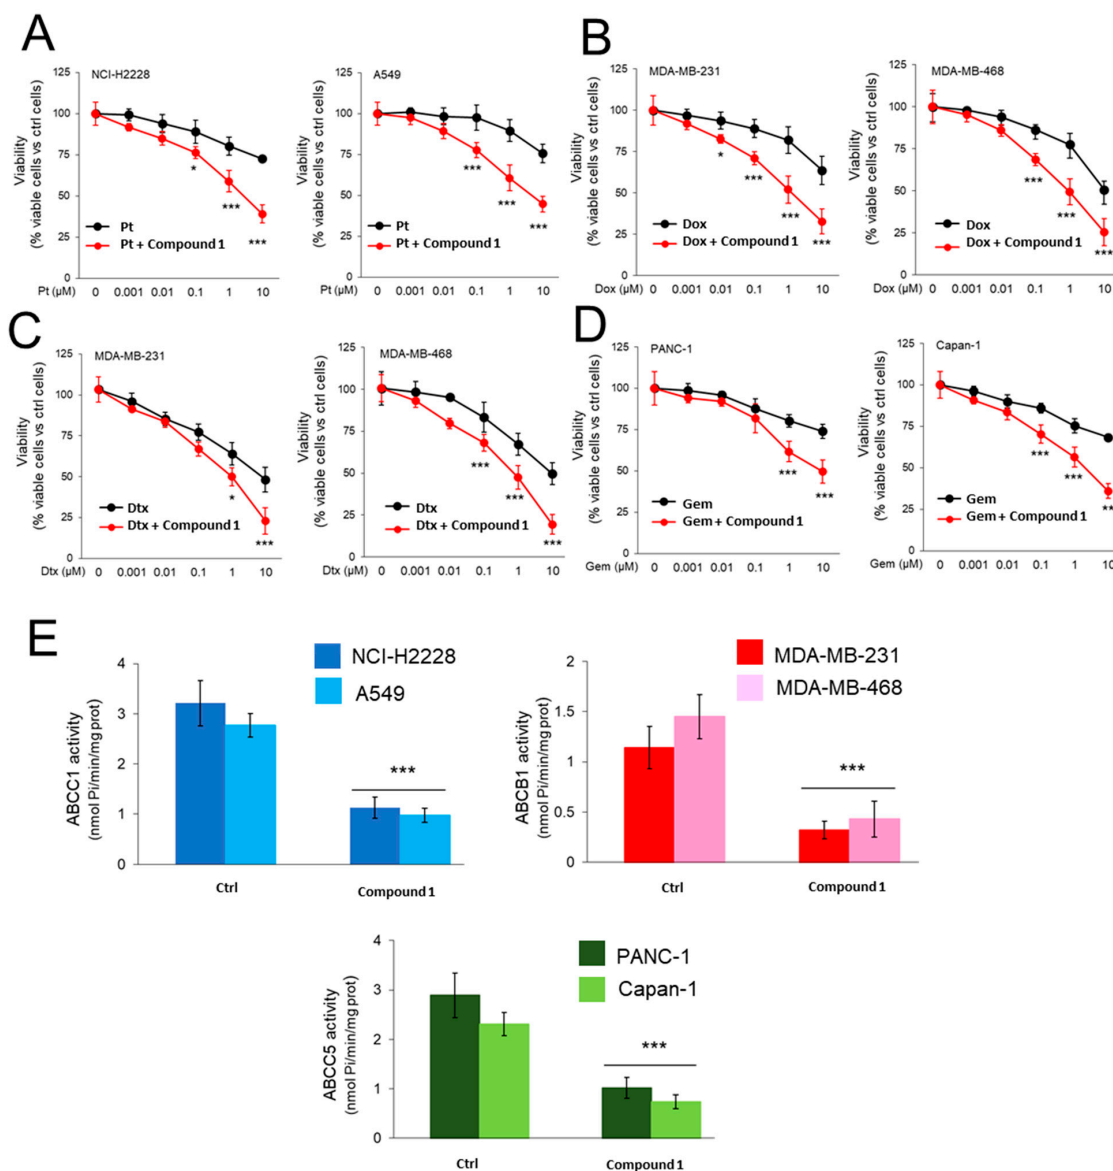 A
NCI-H2228
Viability
(% viable cells vs ctrl cells)
125
100
75
50
25
0
Pt
Pt + Compound 1
*
***
***
Pt (µM) 0 0.001 0.01 0.1 1 10
A549
Viability
(% viable cells vs ctrl cells)
125
100
75
50
25
0
Pt
Pt + Compound 1
***
***
***
Pt (µM) 0 0.001 0.01 0.1 1 10
B
MDA-MB-231
Viability
(% viable cells vs ctrl cells)
125
100
75
50
25
0
Dox
Dox + Compound 1
*
***
***
***
Dox (µM) 0 0.001 0.01 0.1 1 10
MDA-MB-468
Viability
(% viable cells vs ctrl cells)
125
100
75
50
25
0
Dox
Dox + Compound 1
***
***
***
Dox (µM) 0 0.001 0.01 0.1 1 10
C
MDA-MB-231
Viability
(% viable cells vs ctrl cells)
125
100
75
50
25
0
Dtx
Dtx + Compound 1
*
***
Dtx (µM) 0 0.001 0.01 0.1 1 10
MDA-MB-468
Viability
(% viable cells vs ctrl cells)
125
100
75
50
25
0
Dtx
Dtx + Compound 1
***
***
***
Dtx (µM) 0 0.001 0.01 0.1 1 10
D
PANC-1
Viability
(% viable cells vs ctrl cells)
125
100
75
50
25
0
Gem
Gem + Compound 1
***
***
Gem (µM) 0 0.001 0.01 0.1 1 10
Capan-1
Viability
(% viable cells vs ctrl cells)
125
100
75
50
25
0
Gem
Gem + Compound 1
***
***
**
Gem (µM) 0 0.001 0.01 0.1 1 10
E
NCI-H2228
A549
ABCC1 activity
(nmol Pi/min/mg prot)
4
3
2
1
0
***
Ctrl Compound 1
MDA-MB-231
MDA-MB-468
ABCB1 activity
(nmol Pi/min/mg prot)
2
1.5
1
0.5
0
***
Ctrl Compound 1
PANC-1
Capan-1
ABCC5 activity
(nmol Pi/min/mg prot)
4
3
2
1
0
***
Ctrl Compound 1